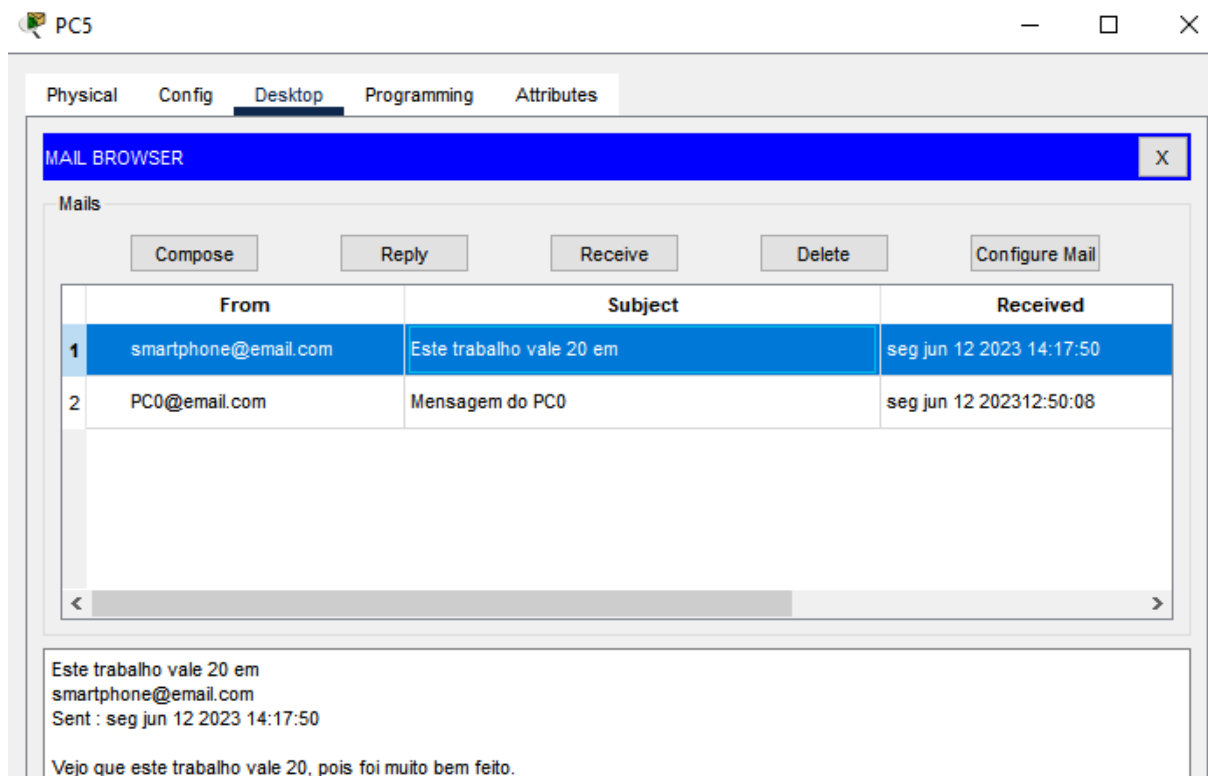 PC5
Physical Config Desktop Programming Attributes
MAIL BROWSER X
Mails
Compose Reply Receive Delete Configure Mail
From Subject Received
1 smartphone@email.com Este trabalho vale 20 em seg jun 12 2023 14:17:50
2 PC0@email.com Mensagem do PC0 seg jun 12 202312:50:08
Este trabalho vale 20 em
smartphone@email.com
Sent : seg jun 12 2023 14:17:50
Vejo que este trabalho vale 20, pois foi muito bem feito.